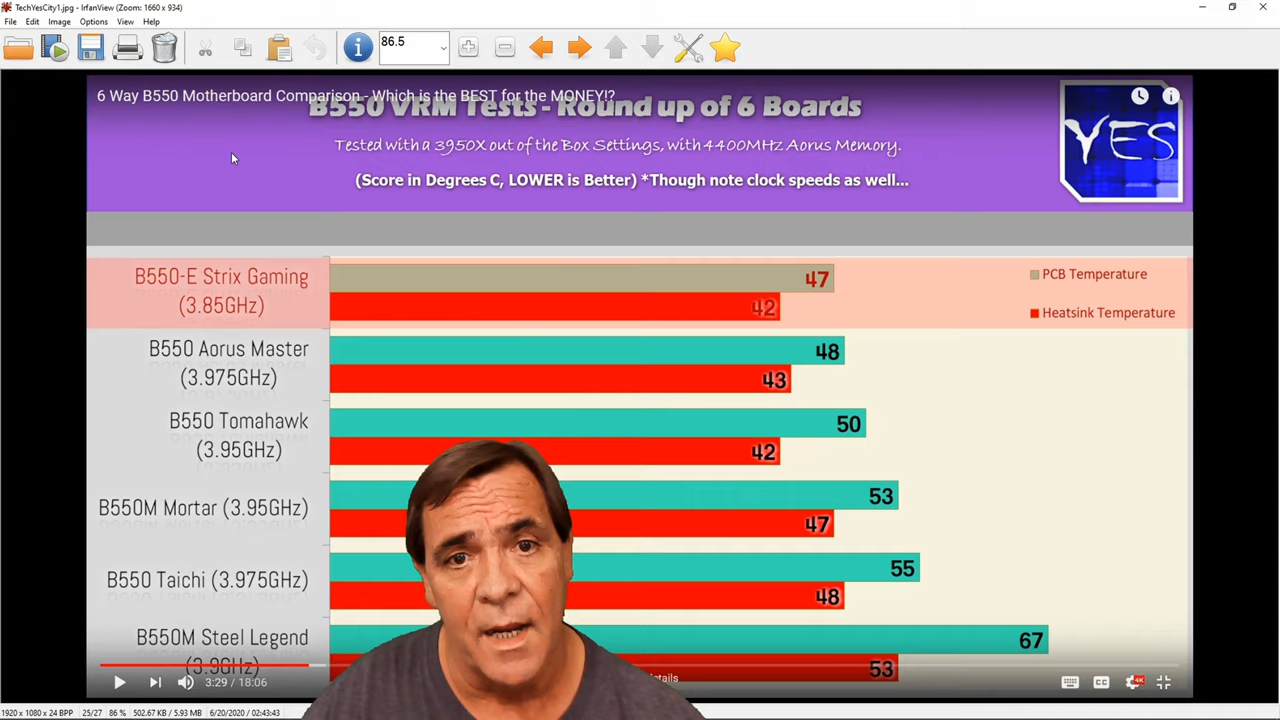 TechYesCity1.jpg - IrfanView (Zoom: 1660 x 934)
File Edit Image Options View Help
86.5
6 Way B550 Motherboard Comparison - Which is the BEST for the MONEY!?
B550 VRM Tests - Round up of 6 Boards
Tested with a 3950X out of the Box Settings, with 4400MHz Aorus Memory.
(Score in Degrees C, LOWER is Better) *Though note clock speeds as well...
YES
B550-E Strix Gaming
(3.85GHz)
47
42
PCB Temperature
Heatsink Temperature
B550 Aorus Master
(3.975GHz)
48
43
B550 Tomahawk
(3.95GHz)
50
42
B550M Mortar (3.95GHz)
53
47
B550 Taichi (3.975GHz)
55
48
B550M Steel Legend
(3.9GHz)
67
53
3:29 / 18:06
CC
4K
1920 x 1080 x 24 BPP 25/27 86 % 502.67 KB / 5.93 MB 6/20/2020 / 02:43:43